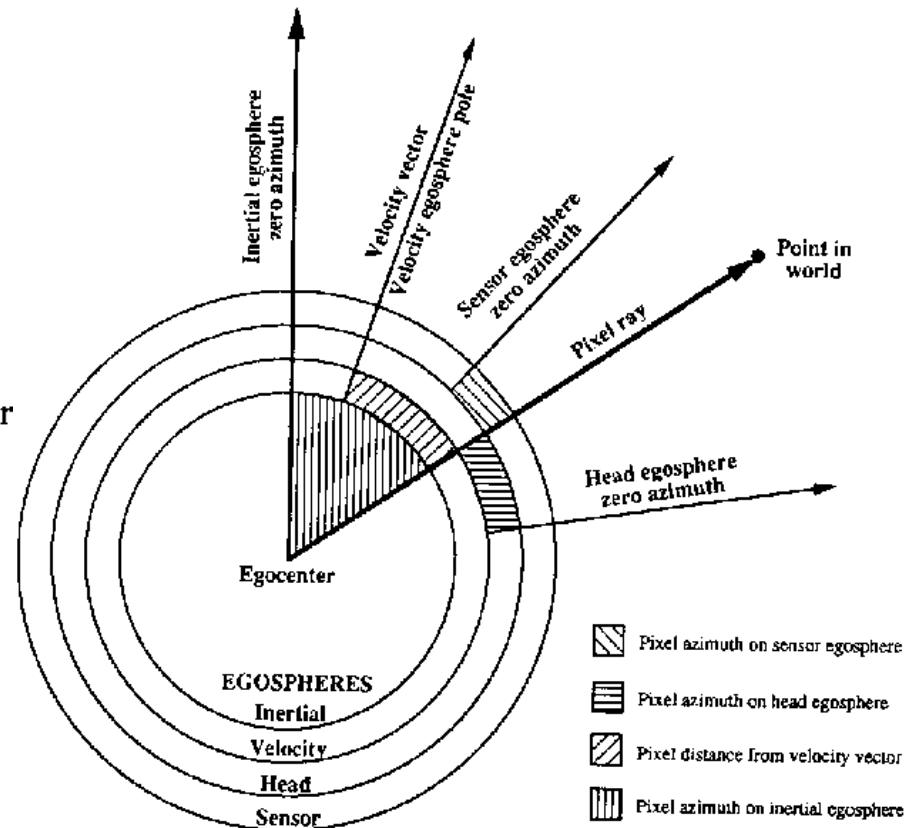 Inertial egosphere
zero azimuth
Velocity vector
Velocity egosphere pole
Sensor egosphere
zero azimuth
Point in
world
Pixel ray
r
Head egosphere
zero azimuth
Egocenter
EGOSPHERES
Inertial
Velocity
Head
Sensor
Pixel azimuth on sensor egosphere
Pixel azimuth on head egosphere
Pixel distance from velocity vector
Pixel azimuth on inertial egosphere